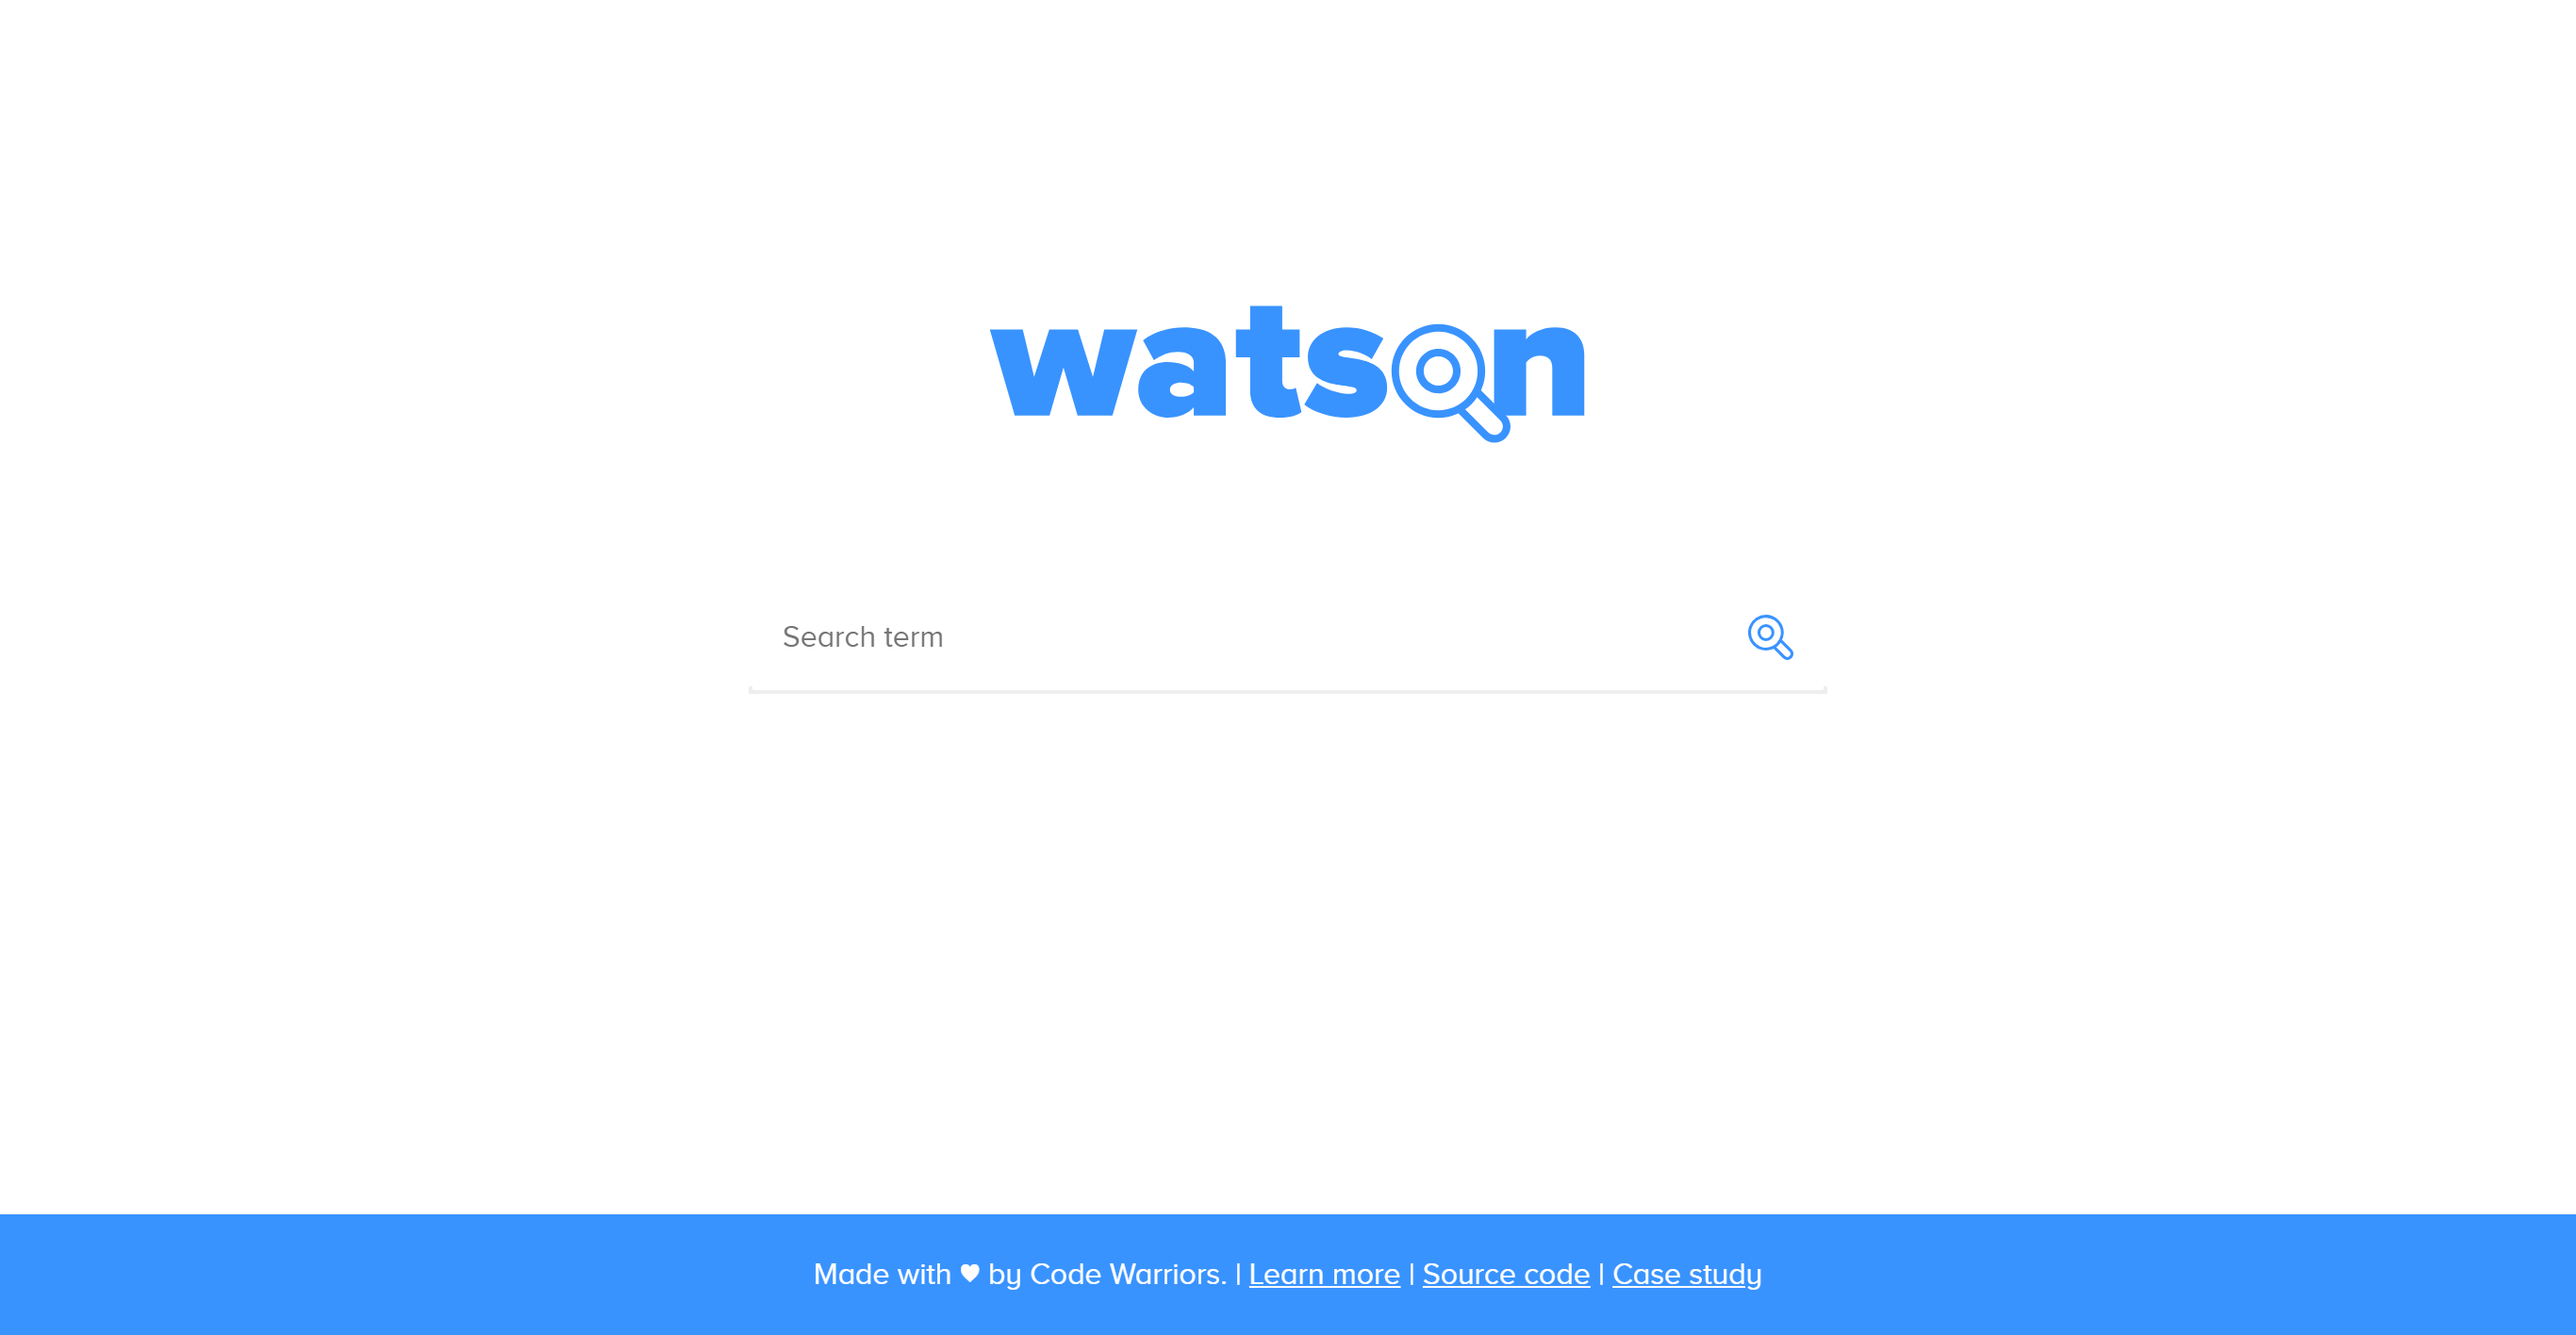 watson
Search term
Made with ♥ by Code Warriors. | Learn more | Source code | Case study